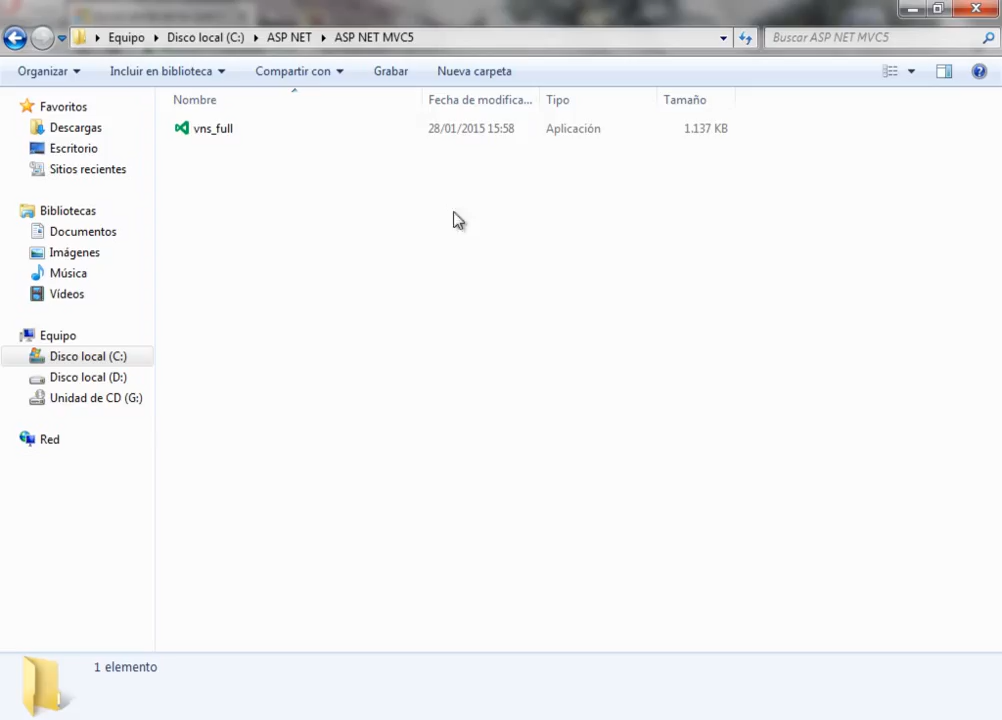 Equipo Disco local (C:) ASP NET ASP NET MVC5
Buscar ASP NET MVC5
Organizar Incluir en biblioteca Compartir con Grabar Nueva carpeta
Nombre Fecha de modifica... Tipo Tamaño
vns_full 28/01/2015 15:58 Aplicación 1.137 KB
Favoritos
Descargas
Escritorio
Sitios recientes
Bibliotecas
Documentos
Imágenes
Música
Vídeos
Equipo
Disco local (C:)
Disco local (D:)
Unidad de CD (G:)
Red
1 elemento